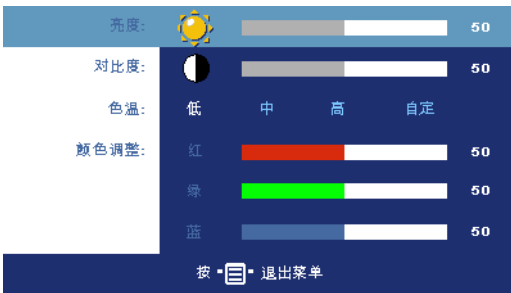 亮度: 50
对比度: 50
色温: 低 中 高 自定
颜色调整: 红 50
绿 50
蓝 50
按 退出菜单